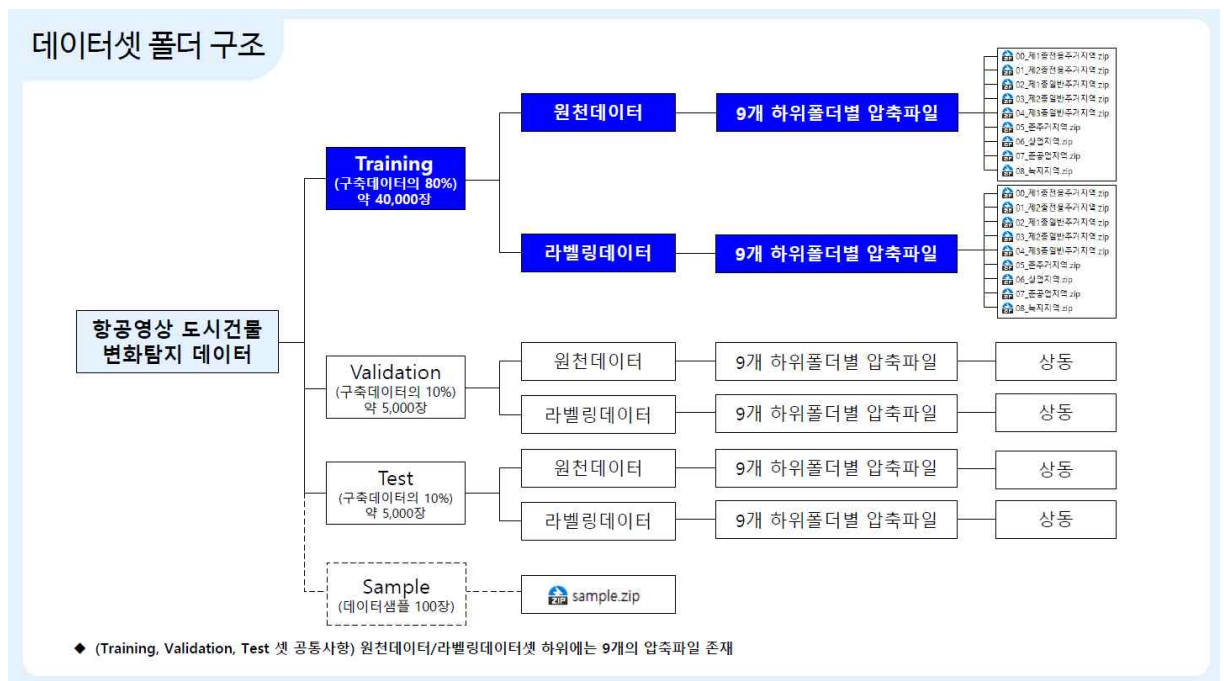 데이터셋 폴더 구조
항공영상 도시건물
변화탐지 데이터
Training
(구축데이터의 80%)
약 40,000장
원천데이터
9개 하위폴더별 압축파일
00_제1종전용주거지역.zip
01_제2종전용주거지역.zip
02_제1종일반주거지역.zip
03_제2종일반주거지역.zip
04_제3종일반주거지역.zip
05_준주거지역.zip
06_상업지역.zip
07_준공업지역.zip
08_녹지지역.zip
라벨링데이터
9개 하위폴더별 압축파일
00_제1종전용주거지역.zip
01_제2종전용주거지역.zip
02_제1종일반주거지역.zip
03_제2종일반주거지역.zip
04_제3종일반주거지역.zip
05_준주거지역.zip
06_상업지역.zip
07_준공업지역.zip
08_녹지지역.zip
Validation
(구축데이터의 10%)
약 5,000장
원천데이터
9개 하위폴더별 압축파일
상동
라벨링데이터
9개 하위폴더별 압축파일
상동
Test
(구축데이터의 10%)
약 5,000장
원천데이터
9개 하위폴더별 압축파일
상동
라벨링데이터
9개 하위폴더별 압축파일
상동
Sample
(데이터샘플 100장)
ZIP sample.zip
◆ (Training, Validation, Test 셋 공통사항) 원천데이터/라벨링데이터셋 하위에는 9개의 압축파일 존재